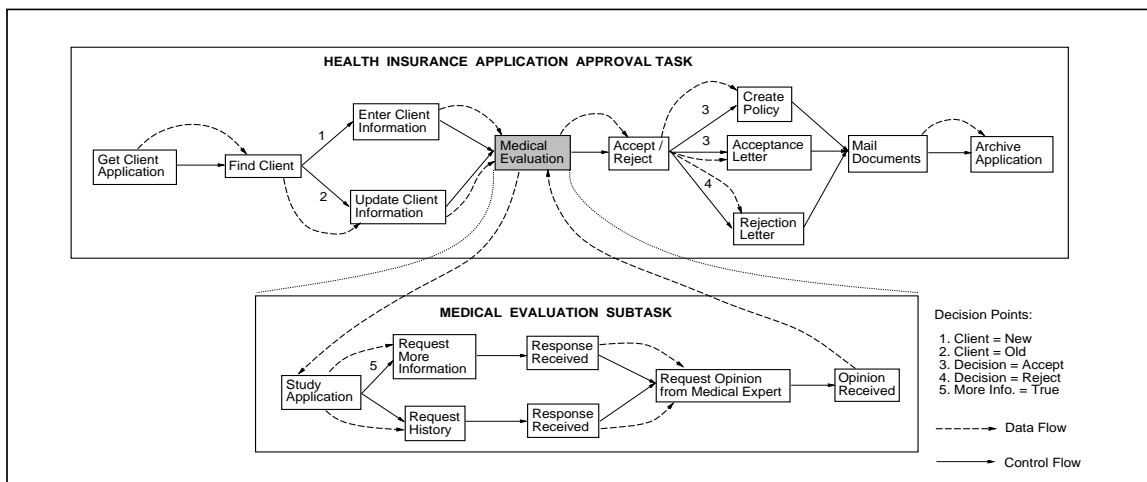 HEALTH INSURANCE APPLICATION APPROVAL TASK
Get Client
Application
Find Client
1
2
Enter Client
Information
Update Client
Information
Medical
Evaluation
Accept /
Reject
3
3
4
Create
Policy
Acceptance
Letter
Rejection
Letter
Mail
Documents
Archive
Application
MEDICAL EVALUATION SUBTASK
Study
Application
5
Request
More
Information
Request
History
Response
Received
Response
Received
Request Opinion
from Medical Expert
Opinion
Received
Decision Points:
1. Client = New
2. Client = Old
3. Decision = Accept
4. Decision = Reject
5. More Info. = True
Data Flow
Control Flow